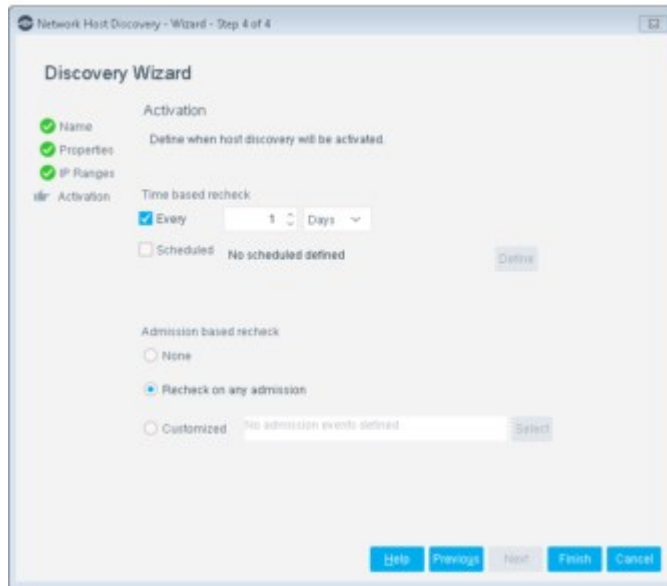 Network Host Discovery - Wizard - Step 4 of 4
Discovery Wizard
Name
Properties
IP Ranges
Activation
Activation
Define when host discovery will be activated.
Time based recheck
Every 1 Days
Scheduled No scheduled defined Define
Admission based recheck
None
Recheck on any admission
Customized No admission events defined Select
Help Previous Next Finish Cancel